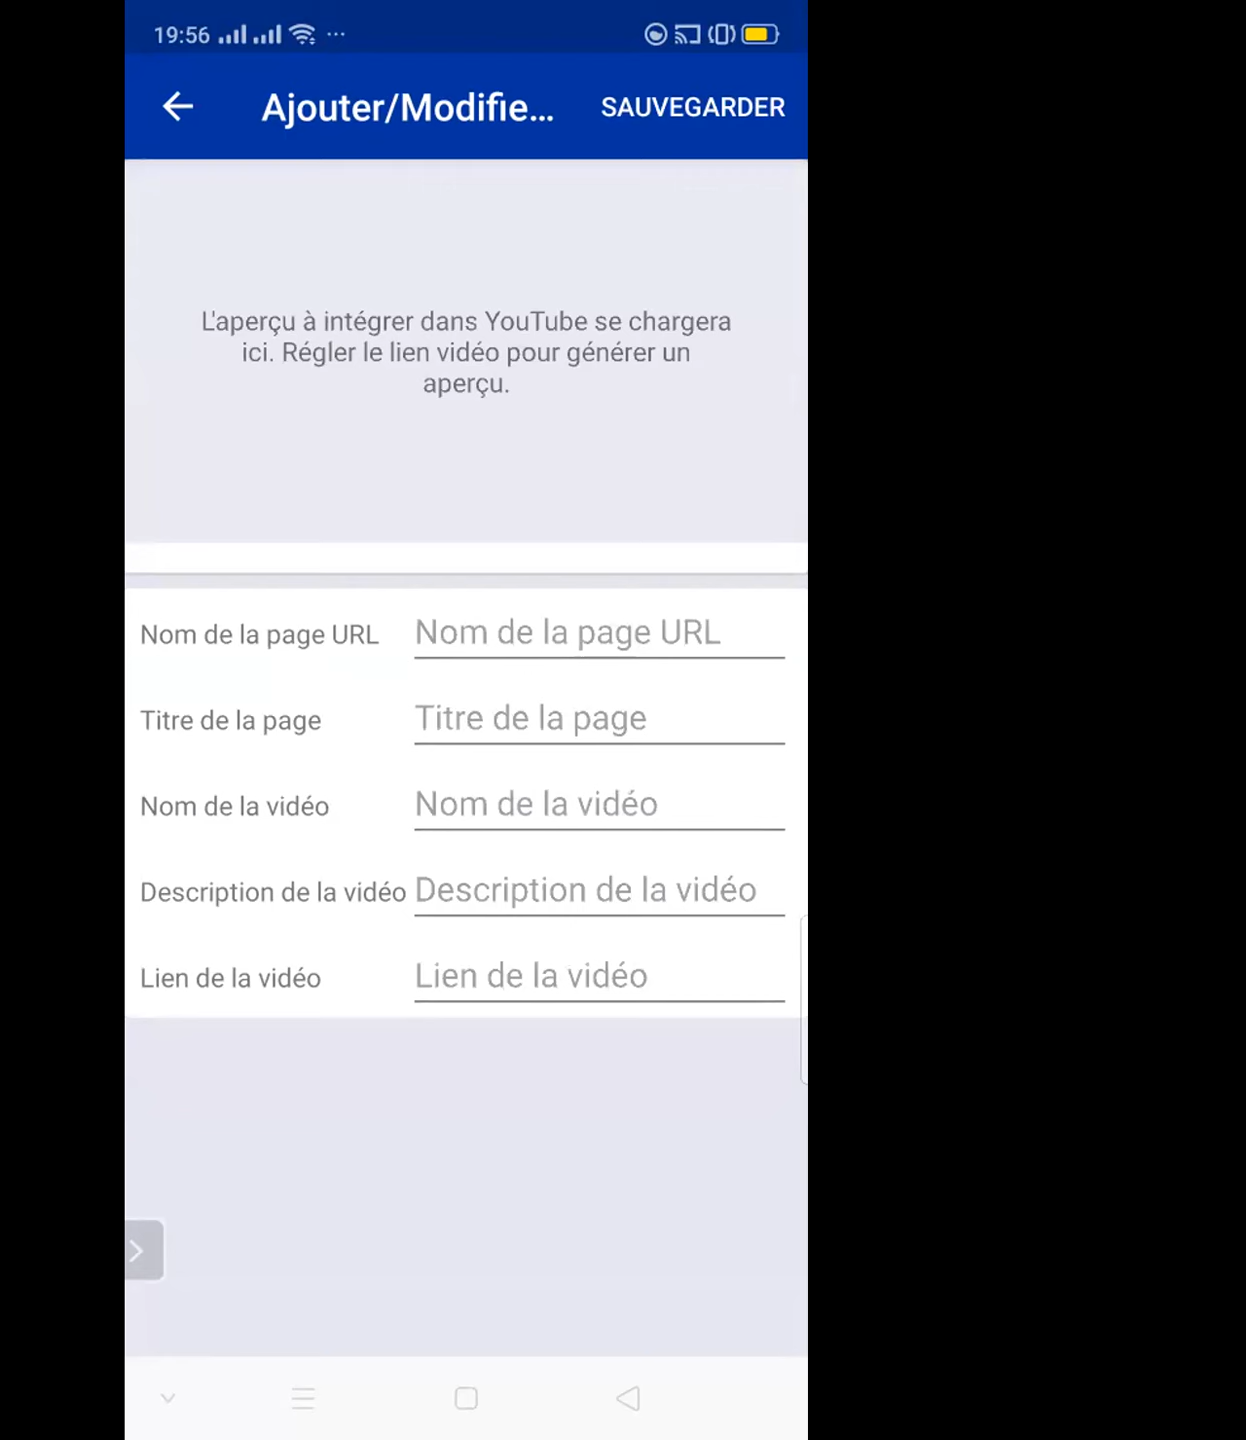 19:56
Ajouter/Modifie...
SAUVEGARDER
L'aperçu à intégrer dans YouTube se chargera
ici. Régler le lien vidéo pour générer un
aperçu.
Nom de la page URL
Nom de la page URL
Titre de la page
Titre de la page
Nom de la vidéo
Nom de la vidéo
Description de la vidéo
Description de la vidéo
Lien de la vidéo
Lien de la vidéo